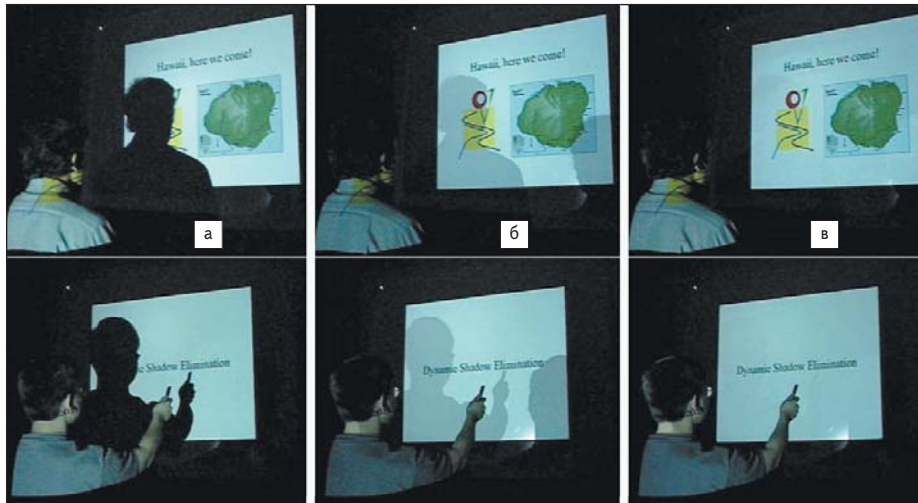 Hawaii, here we come!
Hawaii, here we come!
Hawaii, here we come!
а
б
в
ic Shadow Elimination
Dynamic Shadow Elimination
Dynamic Shadow Elimination